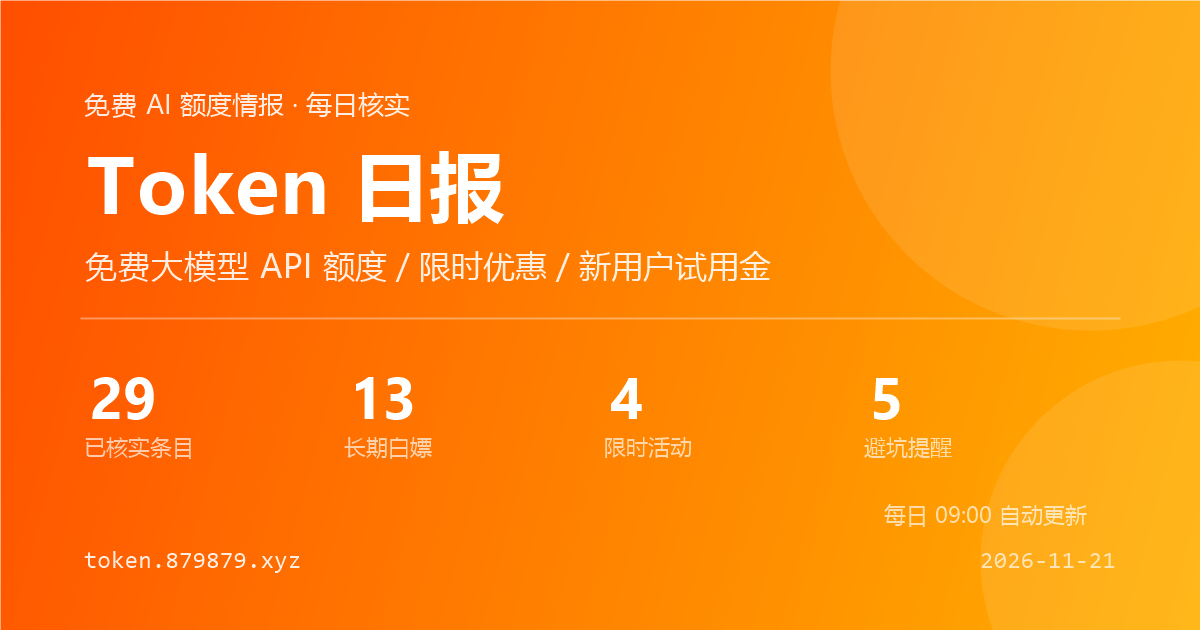 免费 AI 额度情报 · 每日核实
Token 日报
免费大模型 API 额度 / 限时优惠 / 新用户试用金
29 13 4 5
已核实条目 长期白嫖 限时活动 避坑提醒
每日 09:00 自动更新
token.879879.xyz 2026-11-21